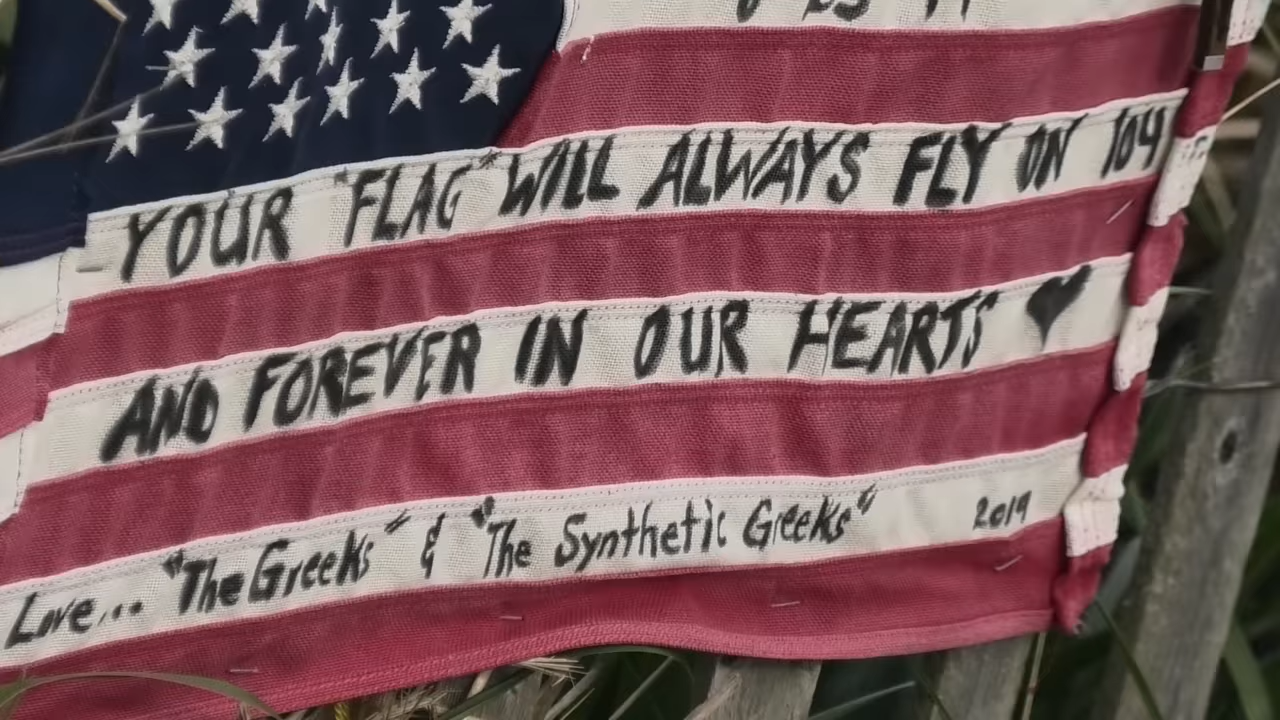 YOUR "FLAG" WILL ALWAYS FLY ON 104
AND FOREVER IN OUR HEARTS ♥
Love... "The Greeks" & "The Synthetic Greeks" 2019